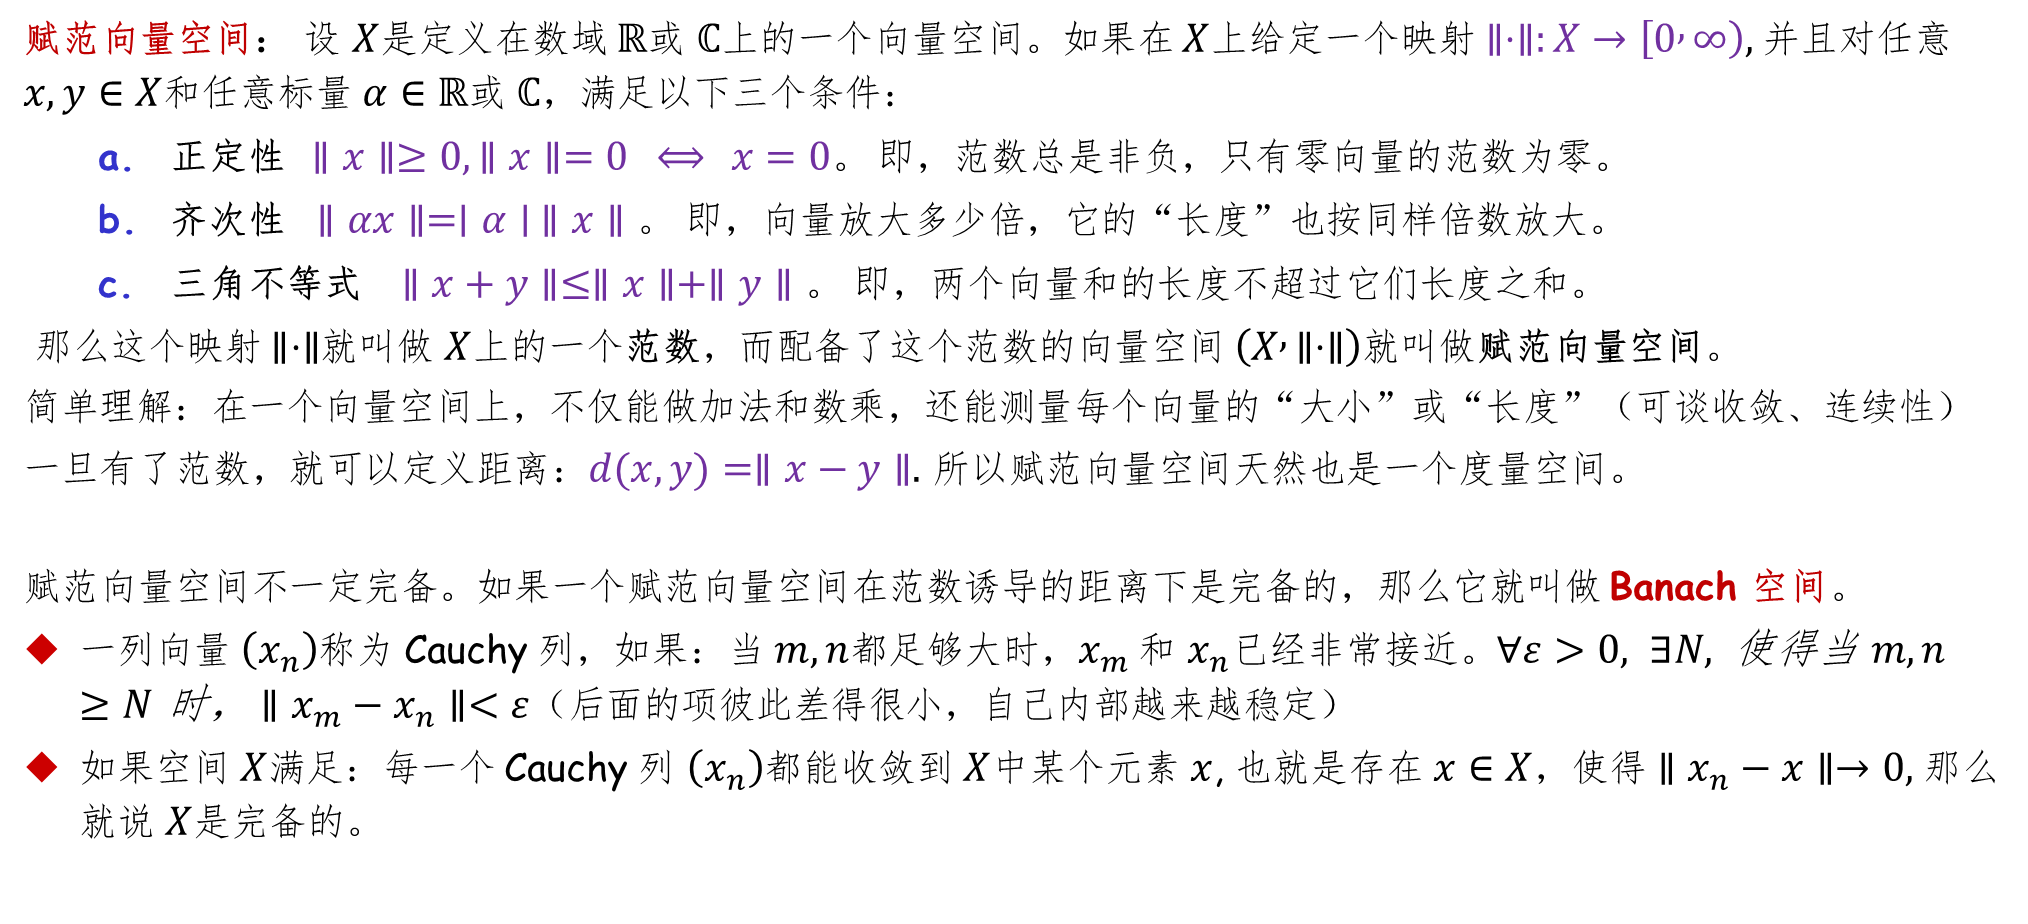 赋范向量空间： 设 X是定义在数域 ℝ或 ℂ上的一个向量空间。如果在 X上给定一个映射 ‖·‖: X → [0, ∞), 并且对任意
x, y ∈ X和任意标量 α ∈ ℝ或 ℂ，满足以下三个条件：
a. 正定性 ‖ x ‖≥ 0, ‖ x ‖= 0 ⟺ x = 0。 即，范数总是非负，只有零向量的范数为零。
b. 齐次性 ‖ αx ‖=∣ α ∣ ‖ x ‖ 。 即，向量放大多少倍，它的“长度”也按同样倍数放大。
c. 三角不等式 ‖ x + y ‖≤‖ x ‖+‖ y ‖ 。 即，两个向量和的长度不超过它们长度之和。
那么这个映射 ‖·‖就叫做 X上的一个范数，而配备了这个范数的向量空间 (X, ‖·‖)就叫做赋范向量空间。
简单理解：在一个向量空间上，不仅能做加法和数乘，还能测量每个向量的“大小”或“长度”（可谈收敛、连续性）
一旦有了范数，就可以定义距离：d(x, y) =‖ x − y ‖. 所以赋范向量空间天然也是一个度量空间。
赋范向量空间不一定完备。如果一个赋范向量空间在范数诱导的距离下是完备的，那么它就叫做 Banach 空间。
◆ 一列向量 (xₙ)称为 Cauchy 列，如果：当 m, n都足够大时，xₘ 和 xₙ已经非常接近。∀ε > 0, ∃N, 使得当 m, n
≥ N 时， ‖ xₘ − xₙ ‖< ε（后面的项彼此差得很小，自己内部越来越稳定）
◆ 如果空间 X满足：每一个 Cauchy 列 (xₙ)都能收敛到 X中某个元素 x, 也就是存在 x ∈ X，使得 ‖ xₙ − x ‖→ 0, 那么
就说 X是完备的。